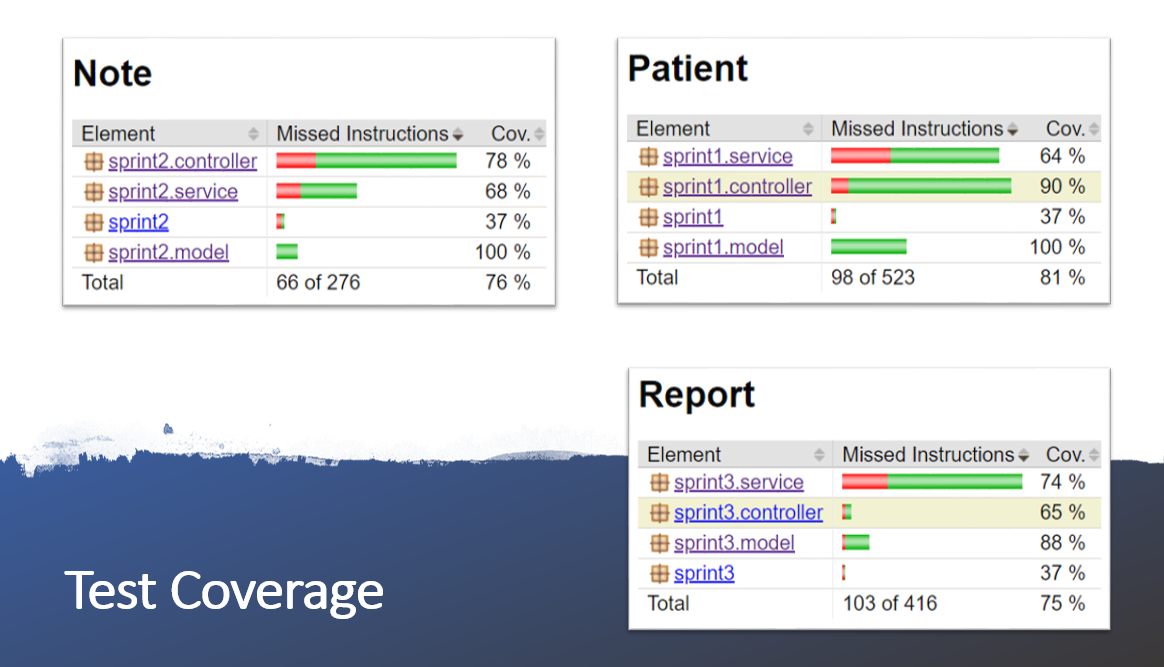 Note
Element Missed Instructions Cov.
sprint2.controller 78 %
sprint2.service 68 %
sprint2 37 %
sprint2.model 100 %
Total 66 of 276 76 %
Patient
Element Missed Instructions Cov.
sprint1.service 64 %
sprint1.controller 90 %
sprint1 37 %
sprint1.model 100 %
Total 98 of 523 81 %
Report
Element Missed Instructions Cov.
sprint3.service 74 %
sprint3.controller 65 %
sprint3.model 88 %
sprint3 37 %
Total 103 of 416 75 %
Test Coverage